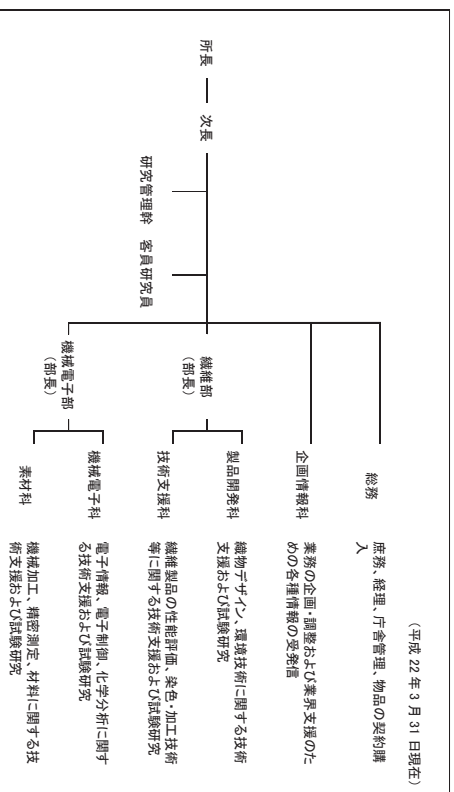 （平成 22 年 3 月 31 日現在）
所長
次長
研究管理幹
客員研究員
総務
庶務、経理、庁舎管理、物品の契約購
入
企画情報科
業務の企画・調整および業界支援のた
めの各種情報の受発信
繊維部
（部長）
製品開発科
織物デザイン、環境技術に関する技術
支援および試験研究
技術支援科
繊維製品の性能評価、染色・加工技術
等に関する技術支援および試験研究
機械電子部
（部長）
機械電子科
電子情報、電子制御、化学分析に関す
る技術支援および試験研究
素材科
機械加工、精密測定、材料に関する技
術支援および試験研究